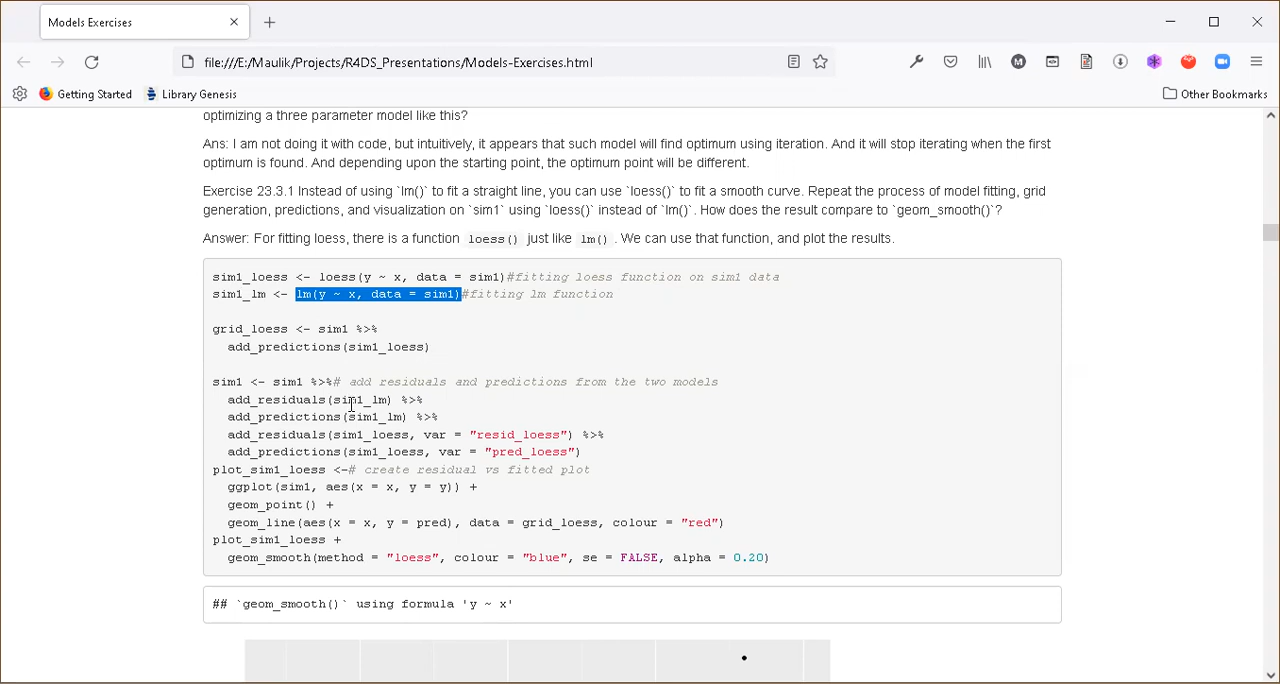 Models Exercises
file:///E:/Maulik/Projects/R4DS_Presentations/Models-Exercises.html
Getting Started
Library Genesis
Other Bookmarks
optimizing a three parameter model like this?
Ans: I am not doing it with code, but intuitively, it appears that such model will find optimum using iteration. And it will stop iterating when the first
optimum is found. And depending upon the starting point, the optimum point will be different.
Exercise 23.3.1 Instead of using `lm()` to fit a straight line, you can use `loess()` to fit a smooth curve. Repeat the process of model fitting, grid
generation, predictions, and visualization on `sim1` using `loess()` instead of `lm()`. How does the result compare to `geom_smooth()`?
Answer: For fitting loess, there is a function loess() just like lm() . We can use that function, and plot the results.
sim1_loess <- loess(y ~ x, data = sim1)#fitting loess function on sim1 data
sim1_lm <- lm(y ~ x, data = sim1)#fitting lm function
grid_loess <- sim1 %>%
add_predictions(sim1_loess)
sim1 <- sim1 %>%# add residuals and predictions from the two models
add_residuals(sim1_lm) %>%
add_predictions(sim1_lm) %>%
add_residuals(sim1_loess, var = "resid_loess") %>%
add_predictions(sim1_loess, var = "pred_loess")
plot_sim1_loess <-# create residual vs fitted plot
ggplot(sim1, aes(x = x, y = y)) +
geom_point() +
geom_line(aes(x = x, y = pred), data = grid_loess, colour = "red")
plot_sim1_loess +
geom_smooth(method = "loess", colour = "blue", se = FALSE, alpha = 0.20)
## `geom_smooth()` using formula 'y ~ x'